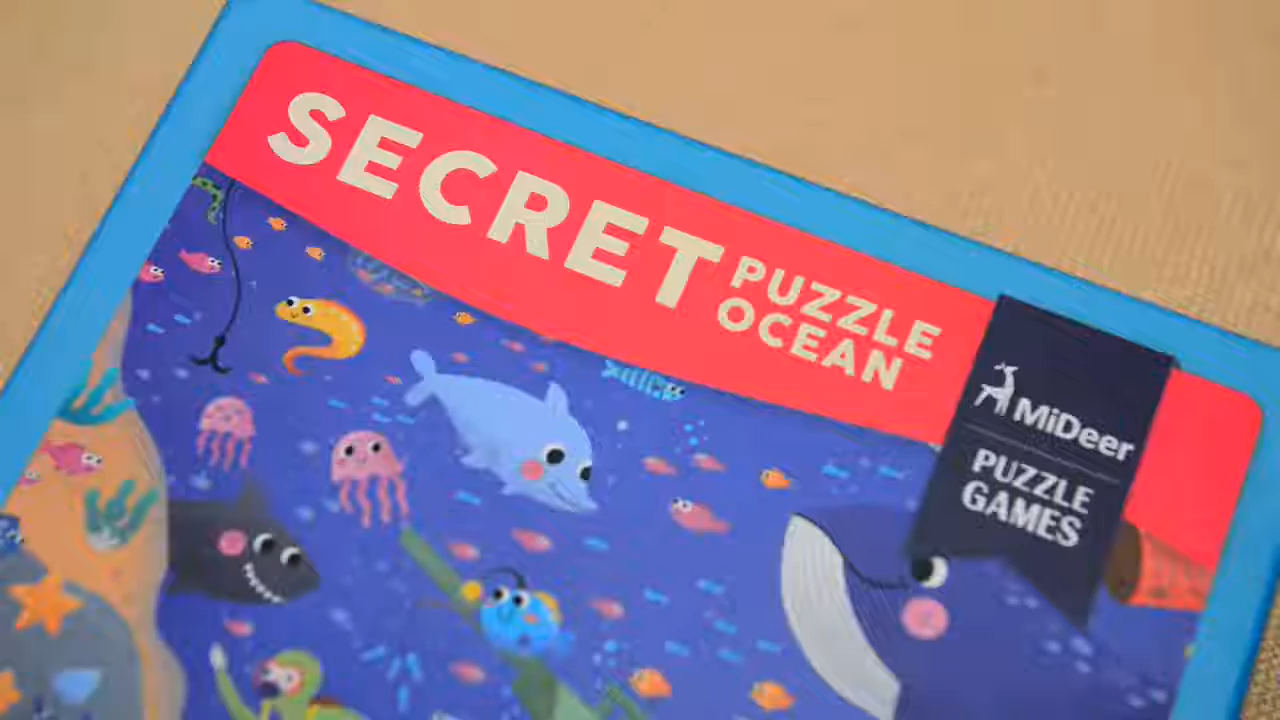 SECRET
PUZZLE
OCEAN
MiDeer
PUZZLE
GAMES